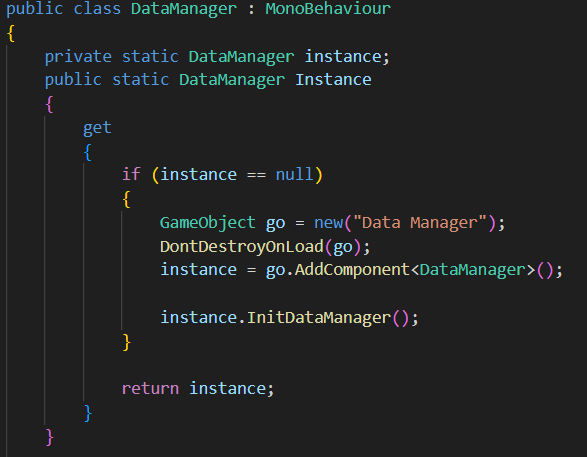 public class DataManager : MonoBehaviour
{
    private static DataManager instance;
    public static DataManager Instance
    {
        get
        {
            if (instance == null)
            {
                GameObject go = new("Data Manager");
                DontDestroyOnLoad(go);
                instance = go.AddComponent<DataManager>();

                instance.InitDataManager();
            }

            return instance;
        }
    }